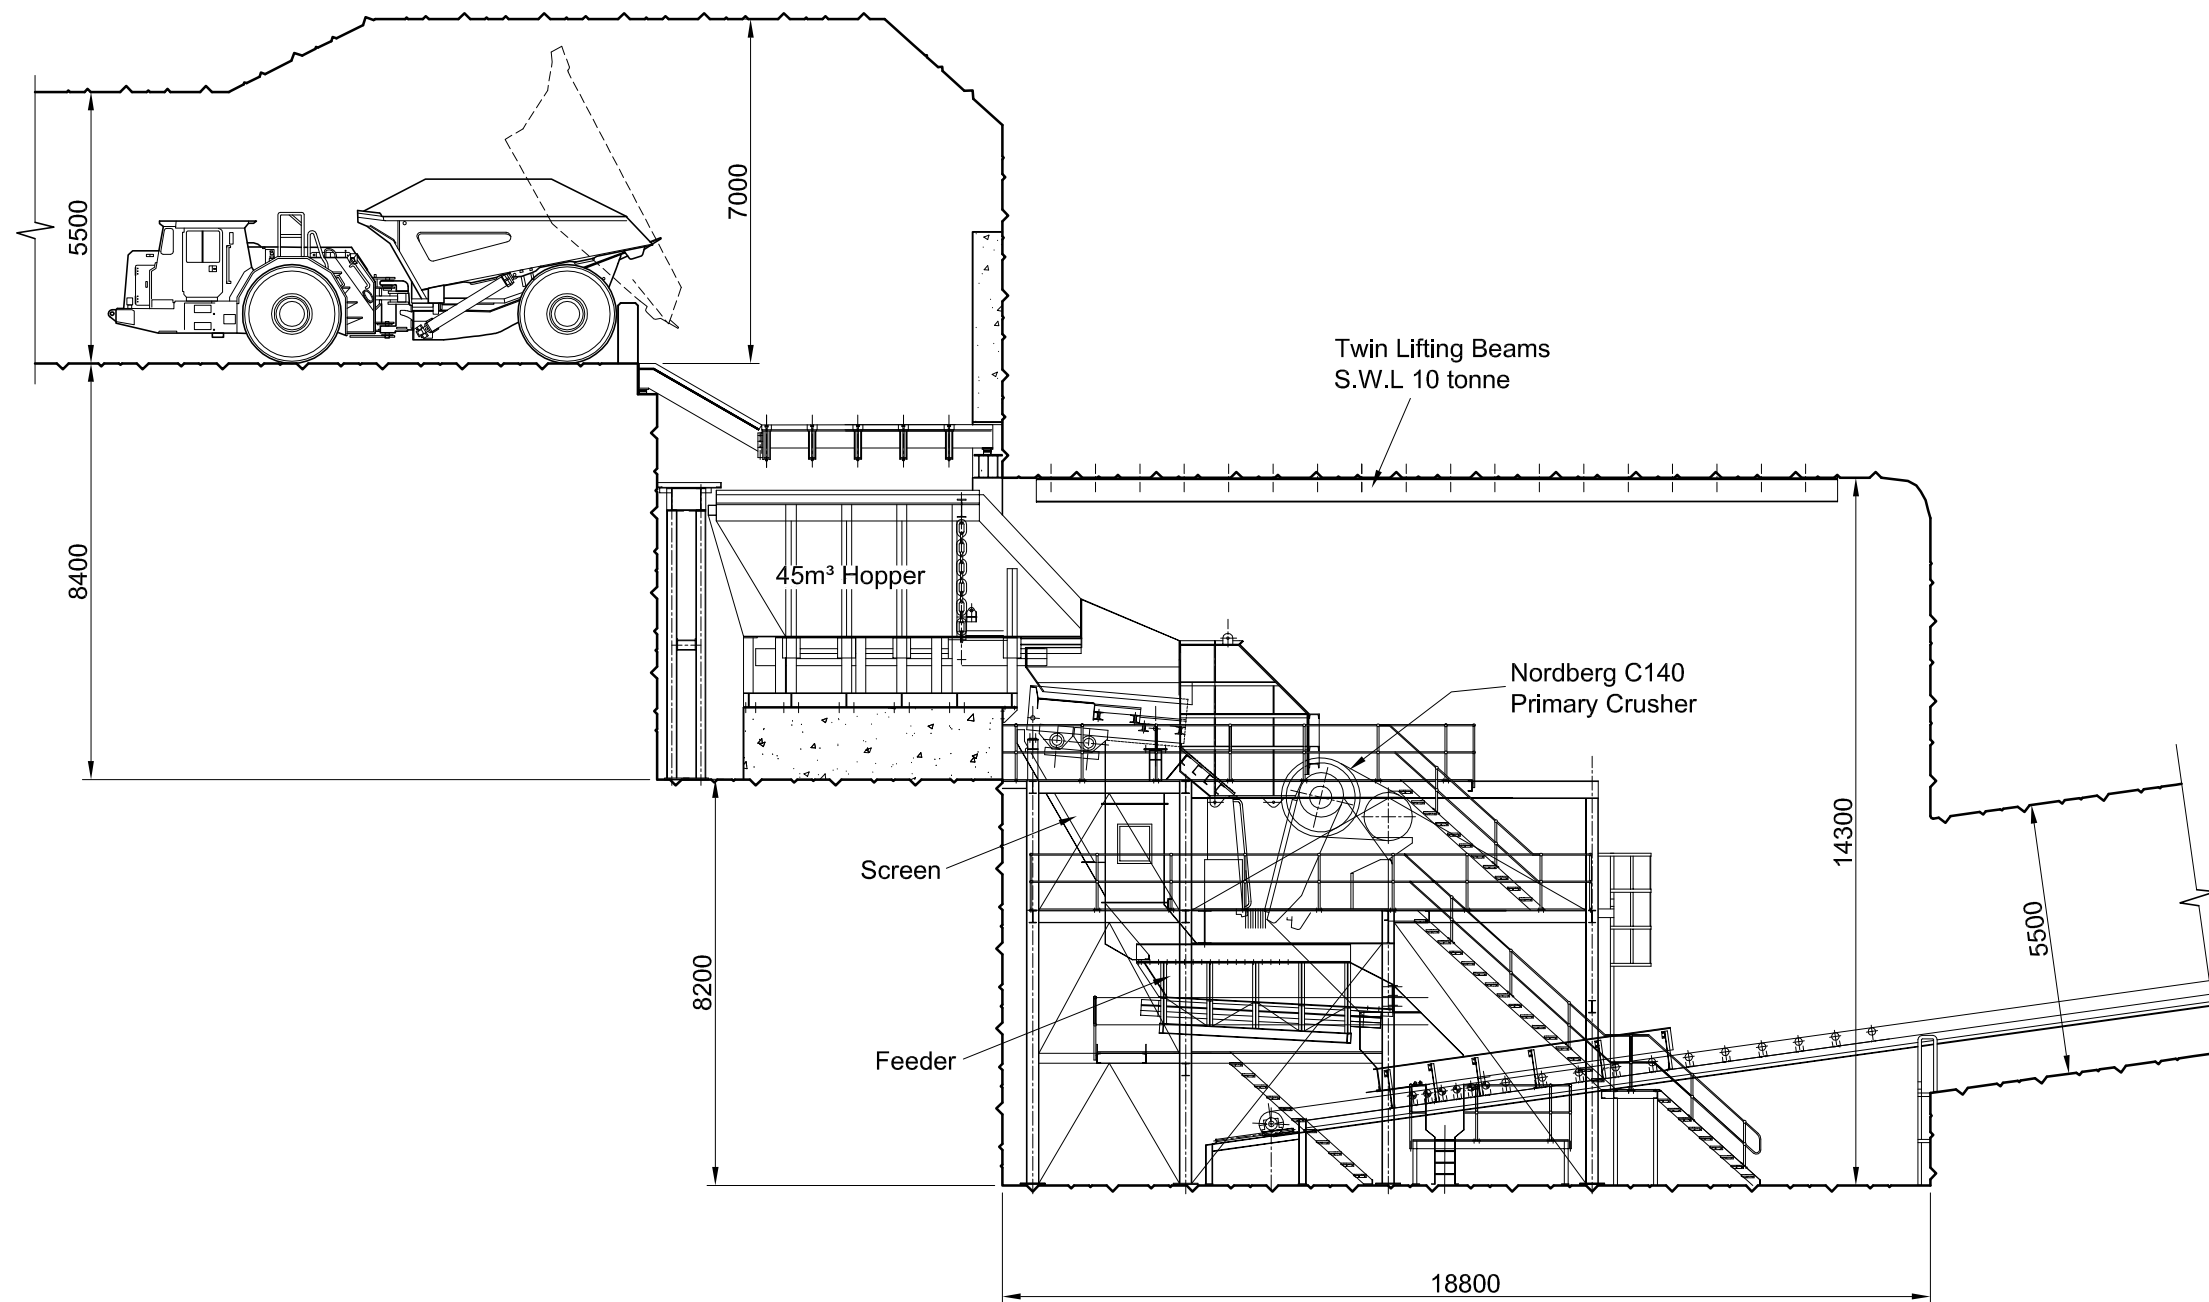 7000
5500
Twin Lifting Beams
S.W.L 10 tonne
8400
45m³ Hopper
Nordberg C140
Primary Crusher
14300
Screen
5500
8200
Feeder
18800